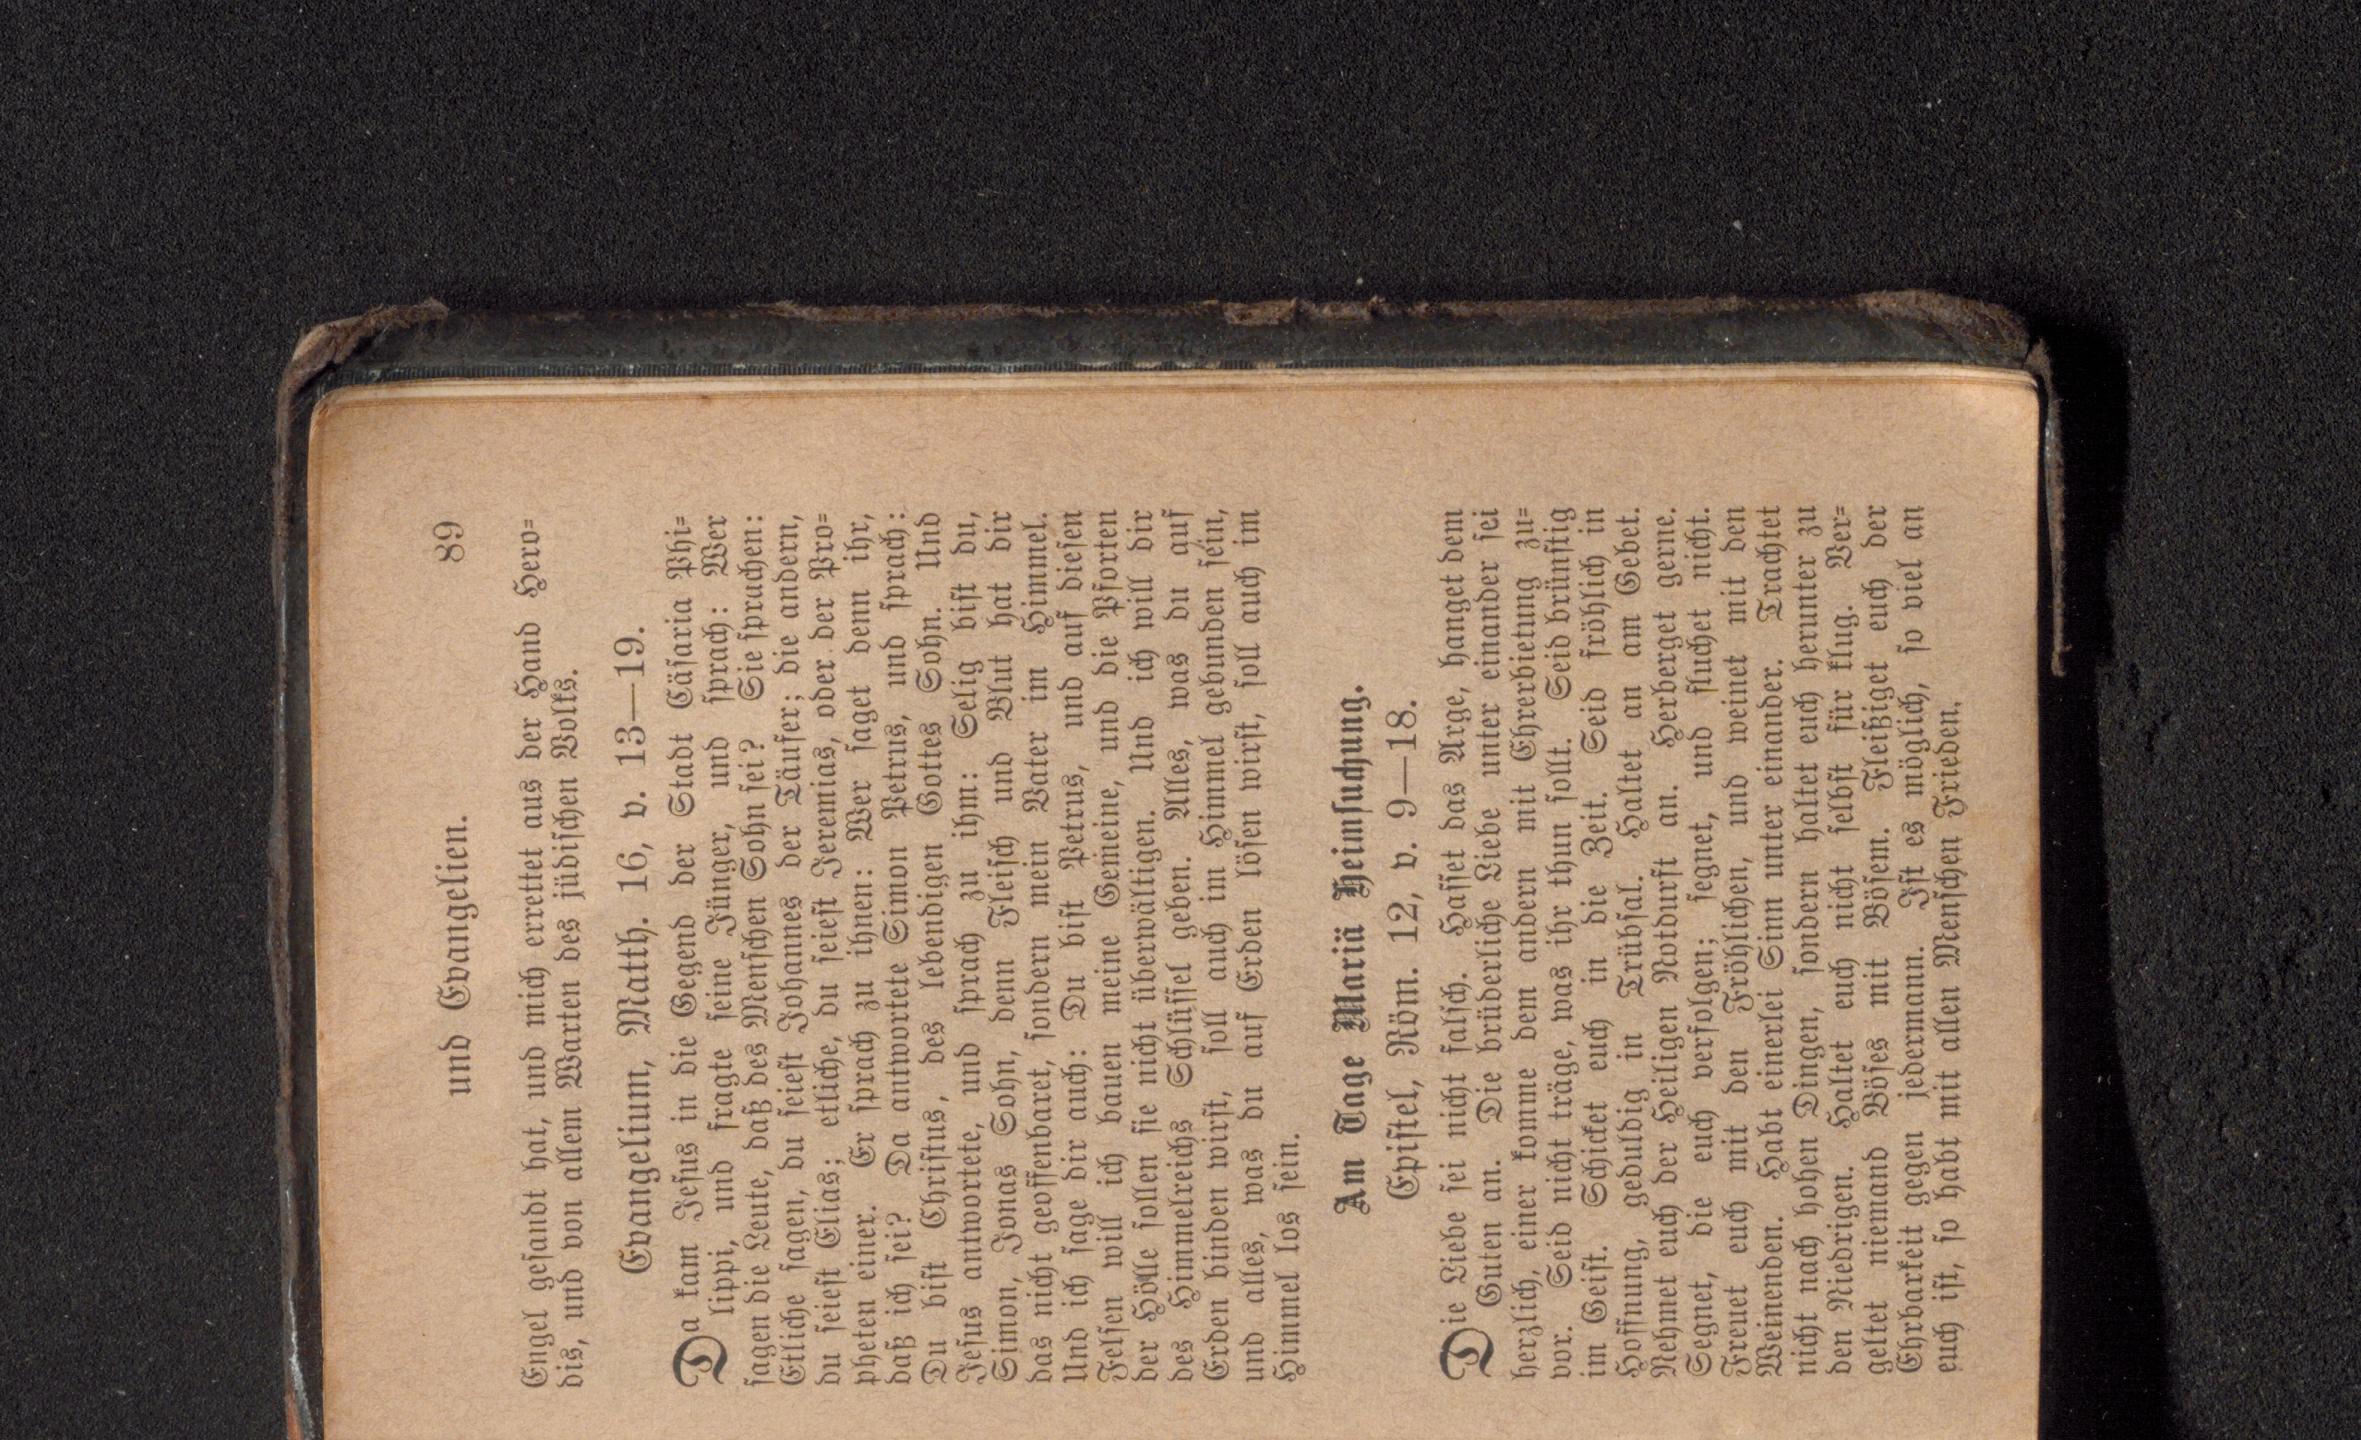 und Evangelien. 89
Engel gesandt hat, und mich errettet aus der Hand Hero=
dis, und von allem Warten des jüdischen Volks.
Evangelium, Matth. 16, v. 13—19.
Da kam Jesus in die Gegend der Stadt Cäsaria Phi=
lippi, und fragte seine Jünger, und sprach: Wer
sagen die Leute, daß des Menschen Sohn sei? Sie sprachen:
Etliche sagen, du seiest Johannes der Täufer; die andern,
du seiest Elias; etliche, du seiest Jeremias, oder der Pro=
pheten einer. Er sprach zu ihnen: Wer saget denn ihr,
daß ich sei? Da antwortete Simon Petrus, und sprach:
Du bist Christus, des lebendigen Gottes Sohn. Und
Jesus antwortete, und sprach zu ihm: Selig bist du,
Simon, Jonas Sohn, denn Fleisch und Blut hat dir
das nicht geoffenbaret, sondern mein Vater im Himmel.
Und ich sage dir auch: Du bist Petrus, und auf diesen
Felsen will ich bauen meine Gemeine, und die Pforten
der Hölle sollen sie nicht überwältigen. Und ich will dir
des Himmelreichs Schlüssel geben. Alles, was du auf
Erden binden wirst, soll auch im Himmel gebunden sein,
und alles, was du auf Erden lösen wirst, soll auch im
Himmel los sein.
Am Tage Mariä Heimsuchung.
Epistel, Röm. 12, v. 9—18.
Die Liebe sei nicht falsch. Hasset das Arge, hanget dem
Guten an. Die brüderliche Liebe unter einander sei
herzlich, einer komme dem andern mit Ehrerbietung zu=
vor. Seid nicht träge, was ihr thun sollt. Seid brünstig
im Geist. Schicket euch in die Zeit. Seid fröhlich in
Hoffnung, geduldig in Trübsal. Haltet an am Gebet.
Nehmet euch der Heiligen Notdurft an. Herberget gerne.
Segnet, die euch verfolgen; segnet, und fluchet nicht.
Freuet euch mit den Fröhlichen, und weinet mit den
Weinenden. Habt einerlei Sinn unter einander. Trachtet
nicht nach hohen Dingen, sondern haltet euch herunter zu
den Niedrigen. Haltet euch nicht selbst für klug. Ver=
geltet niemand Böses mit Bösem. Fleißiget euch der
Ehrbarkeit gegen jedermann. Ist es möglich, so viel an
euch ist, so habt mit allen Menschen Frieden.